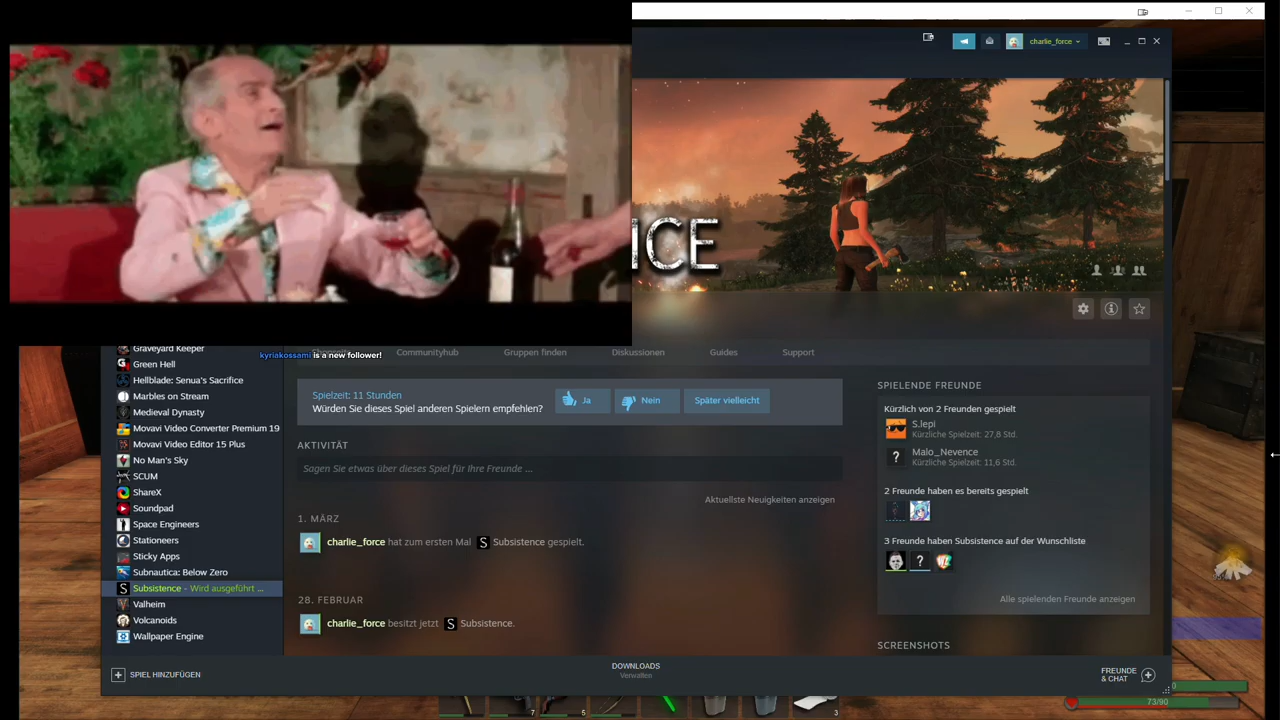 charlie_force
ICE
kyriakossami is a new follower!
Communityhub
Gruppen finden
Diskussionen
Guides
Support
Graveyard Keeper
Green Hell
Hellblade: Senua's Sacrifice
Marbles on Stream
Medieval Dynasty
Movavi Video Converter Premium 19
Movavi Video Editor 15 Plus
No Man's Sky
SCUM
ShareX
Soundpad
Space Engineers
Stationeers
Sticky Apps
Subnautica: Below Zero
Subsistence - Wird ausgeführt ...
Valheim
Volcanoids
Wallpaper Engine
Spielzeit: 11 Stunden
Würden Sie dieses Spiel anderen Spielern empfehlen?
Ja
Nein
Später vielleicht
AKTIVITÄT
Sagen Sie etwas über dieses Spiel für Ihre Freunde ...
Aktuellste Neuigkeiten anzeigen
1. MÄRZ
charlie_force hat zum ersten Mal S Subsistence gespielt.
28. FEBRUAR
charlie_force besitzt jetzt S Subsistence.
SPIELENDE FREUNDE
Kürzlich von 2 Freunden gespielt
S.lepi
Kürzliche Spielzeit: 27,8 Std.
Malo_Nevence
Kürzliche Spielzeit: 11,6 Std.
2 Freunde haben es bereits gespielt
3 Freunde haben Subsistence auf der Wunschliste
Alle spielenden Freunde anzeigen
SCREENSHOTS
SPIEL HINZUFÜGEN
DOWNLOADS
Verwalten
FREUNDE
& CHAT
7
5
3
73/90